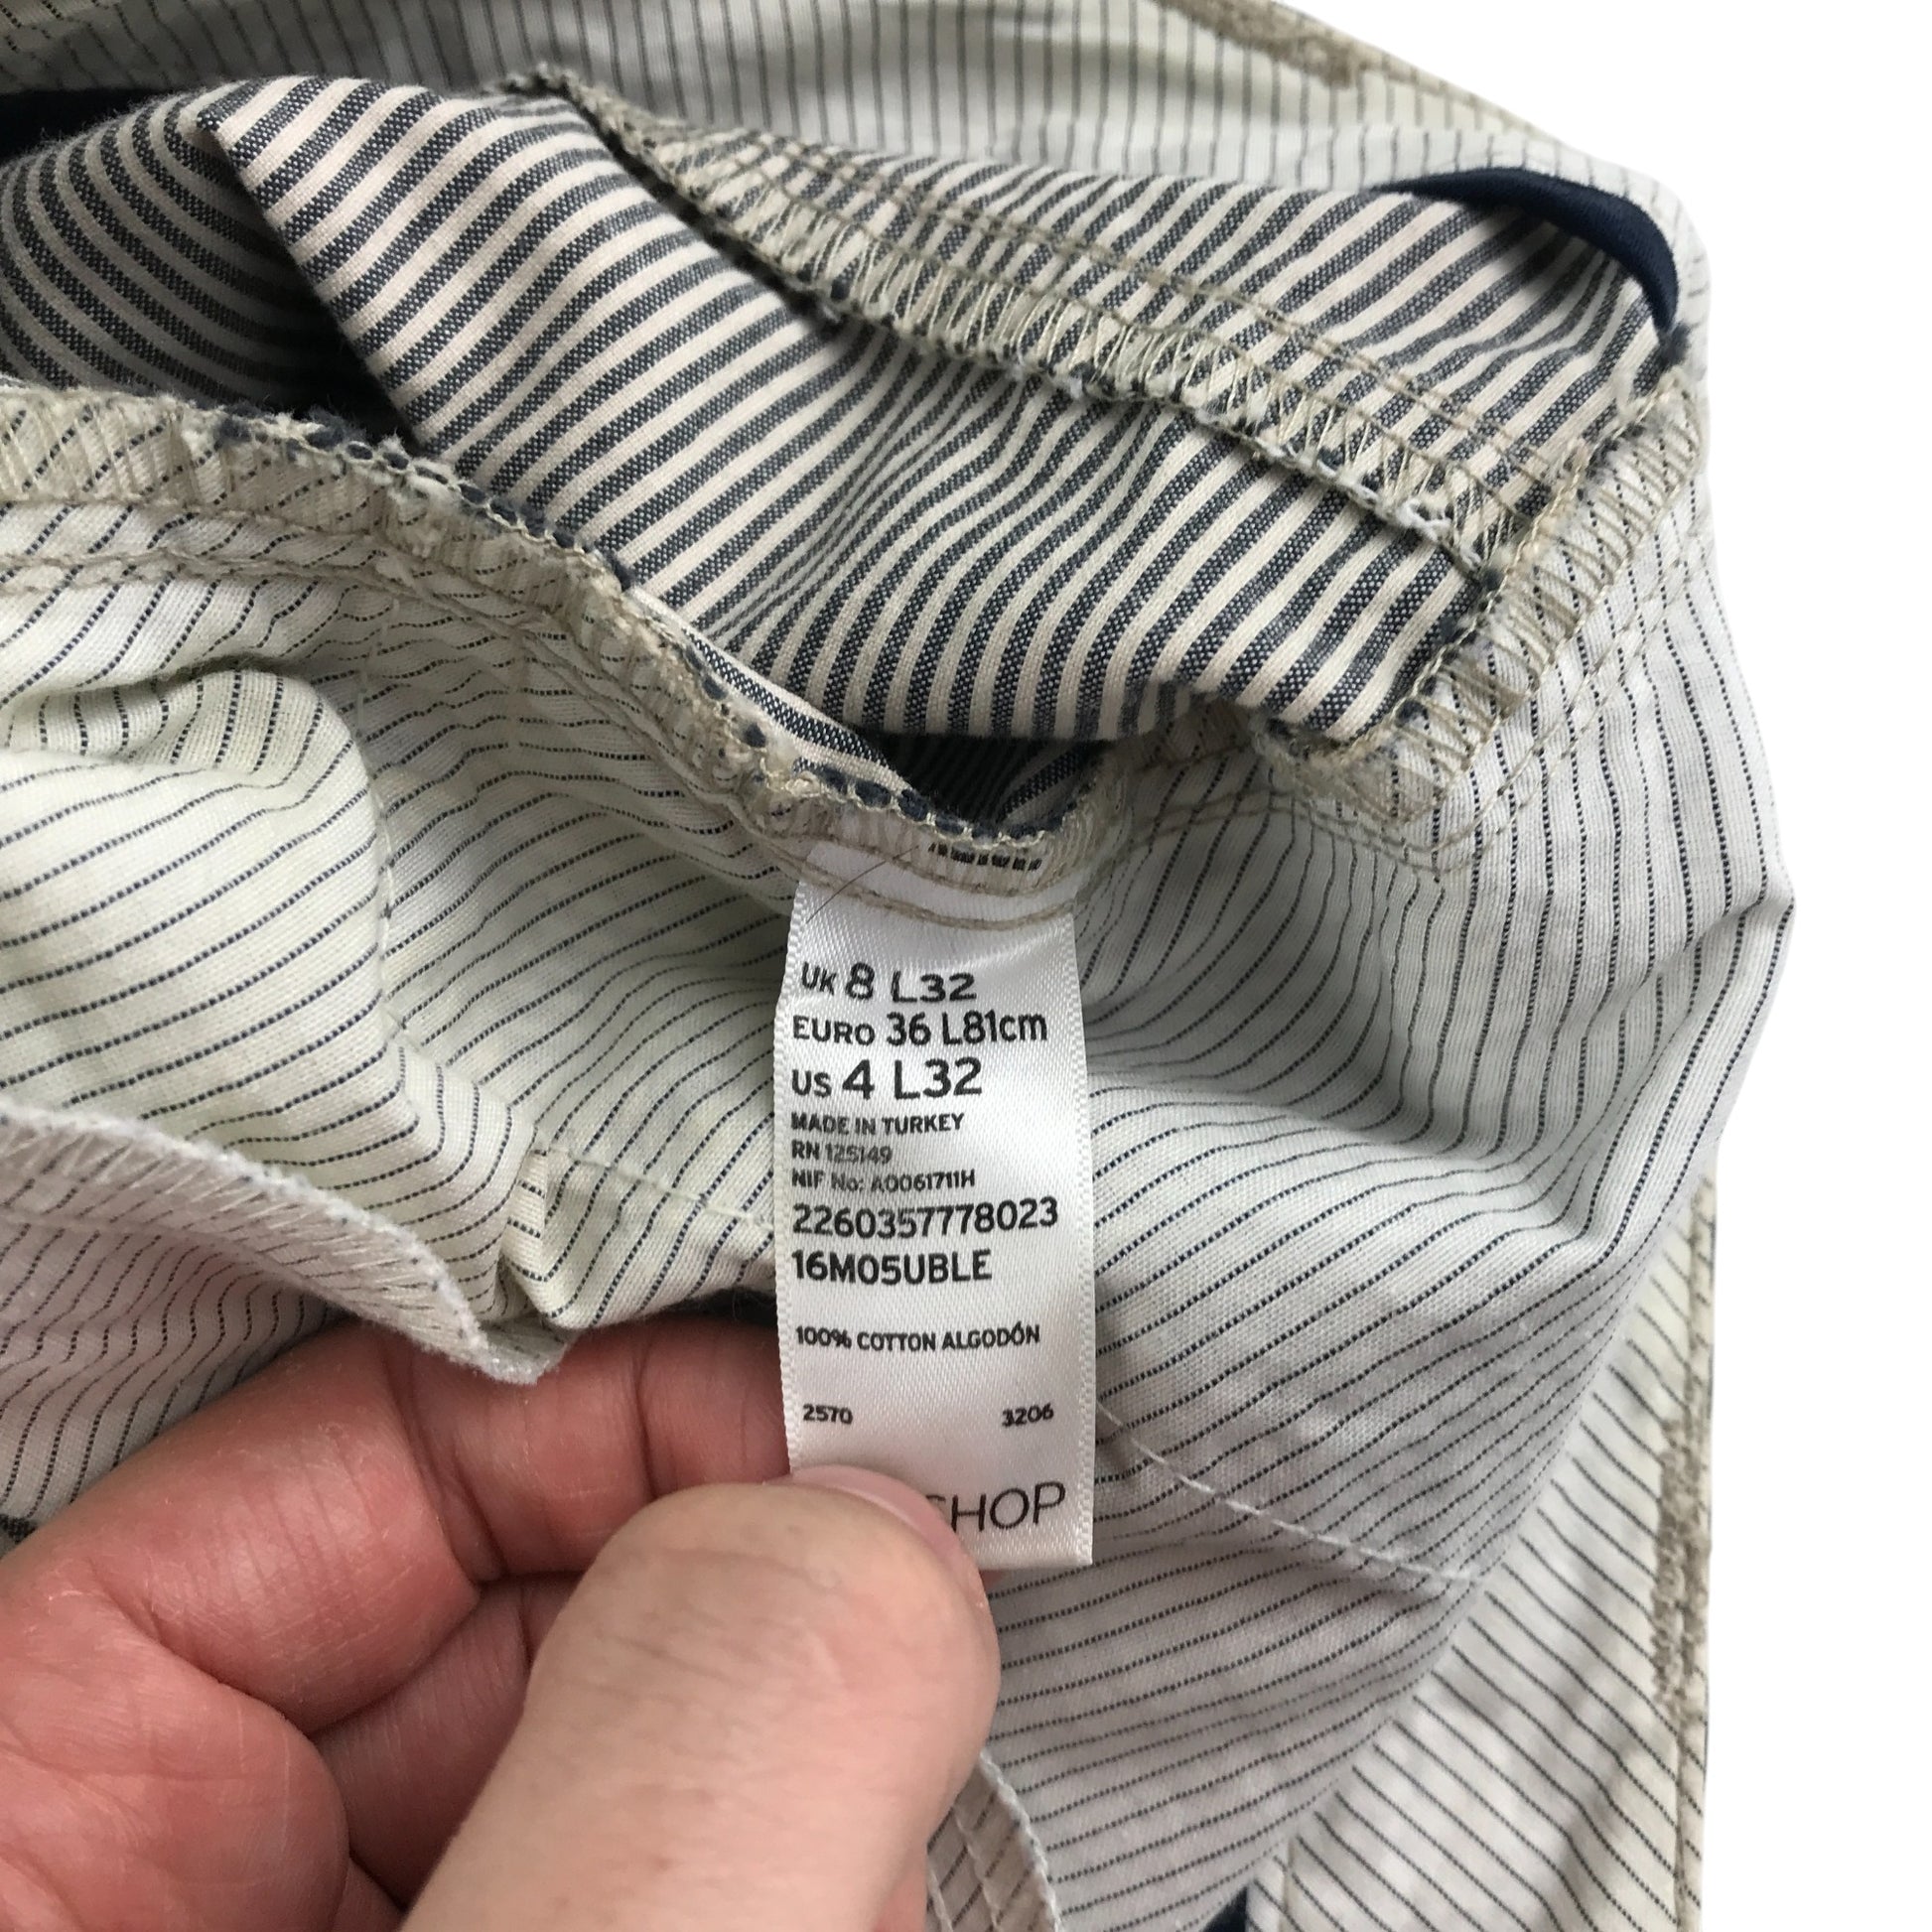 UK 8 L32
EURO 36 L81cm
US 4 L32
MADE IN TURKEY
RN 125149
NIF No: A0061711H
2260357778023
16M05UBLE
100% COTTON ALGODÓN
2570 3206
SHOP